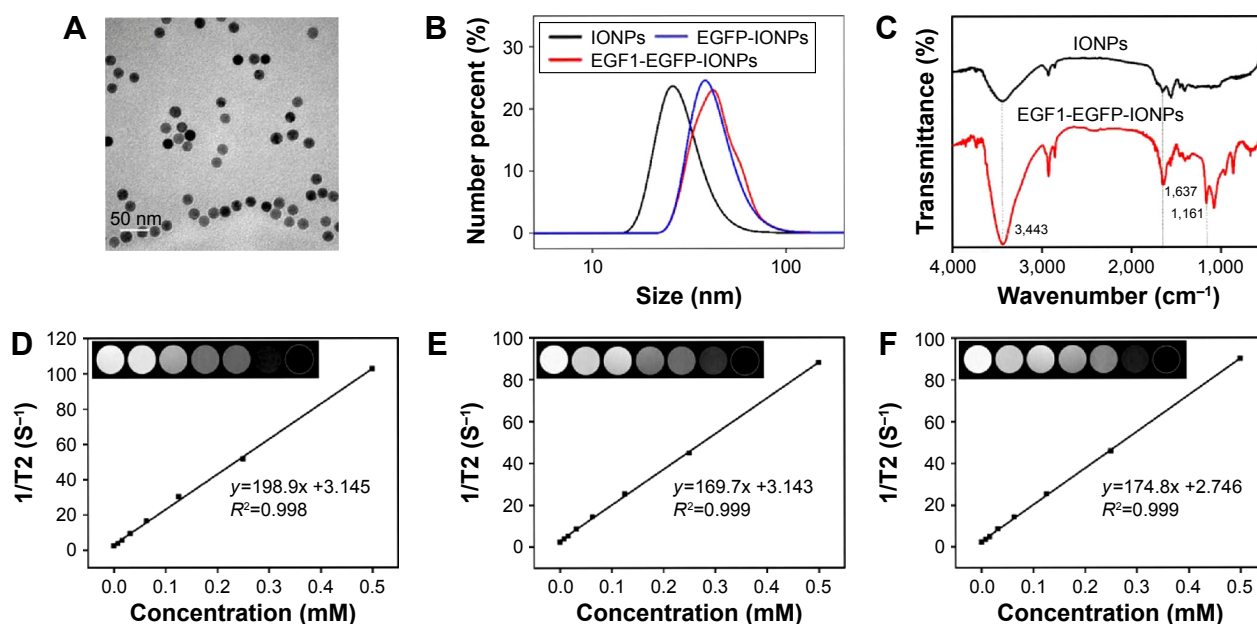 A
50 nm
B
IONPs
EGFP-IONPs
EGF1-EGFP-IONPs
Number percent (%)
30
20
10
0
10
100
Size (nm)
C
IONPs
EGF1-EGFP-IONPs
Transmittance (%)
1,637
1,161
3,443
4,000
3,000
2,000
1,000
Wavenumber (cm⁻¹)
D
1/T2 (S⁻¹)
120
100
80
60
40
20
0
y=198.9x +3.145
R²=0.998
0.0
0.1
0.2
0.3
0.4
0.5
Concentration (mM)
E
1/T2 (S⁻¹)
100
80
60
40
20
0
y=169.7x +3.143
R²=0.999
0.0
0.1
0.2
0.3
0.4
0.5
Concentration (mM)
F
1/T2 (S⁻¹)
100
80
60
40
20
0
y=174.8x +2.746
R²=0.999
0.0
0.1
0.2
0.3
0.4
0.5
Concentration (mM)